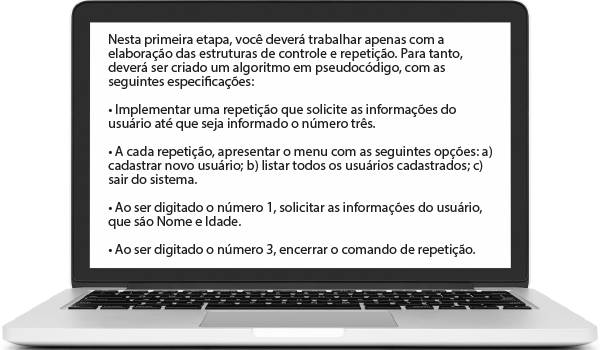 Nesta primeira etapa, você deverá trabalhar apenas com a
elaboração das estruturas de controle e repetição. Para tanto,
deverá ser criado um algoritmo em pseudocódigo, com as
seguintes especificações:
• Implementar uma repetição que solicite as informações do
usuário até que seja informado o número três.
• A cada repetição, apresentar o menu com as seguintes opções: a)
cadastrar novo usuário; b) listar todos os usuários cadastrados; c)
sair do sistema.
• Ao ser digitado o número 1, solicitar as informações do usuário,
que são Nome e Idade.
• Ao ser digitado o número 3, encerrar o comando de repetição.